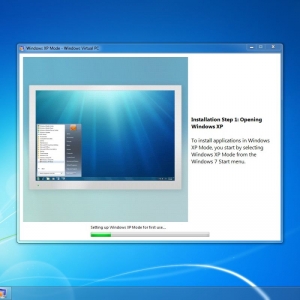 Windows XP Mode - Windows Virtual PC
Installation Step 1: Opening
Windows XP
To install applications in Windows
XP Mode, you start by selecting
Windows XP Mode from the
Windows 7 Start menu.
Setting up Windows XP Mode for first use...